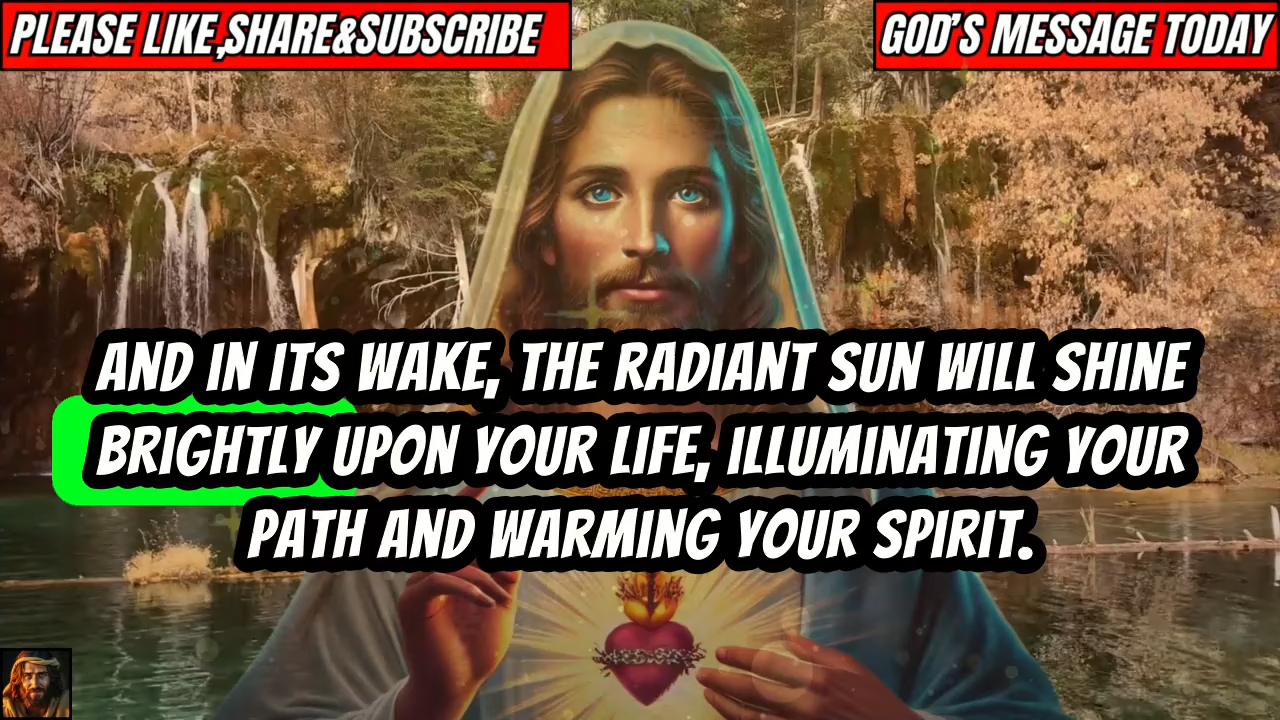 PLEASE LIKE,SHARE&SUBSCRIBE
GOD'S MESSAGE TODAY
AND IN ITS WAKE, THE RADIANT SUN WILL SHINE
BRIGHTLY UPON YOUR LIFE, ILLUMINATING YOUR
PATH AND WARMING YOUR SPIRIT.